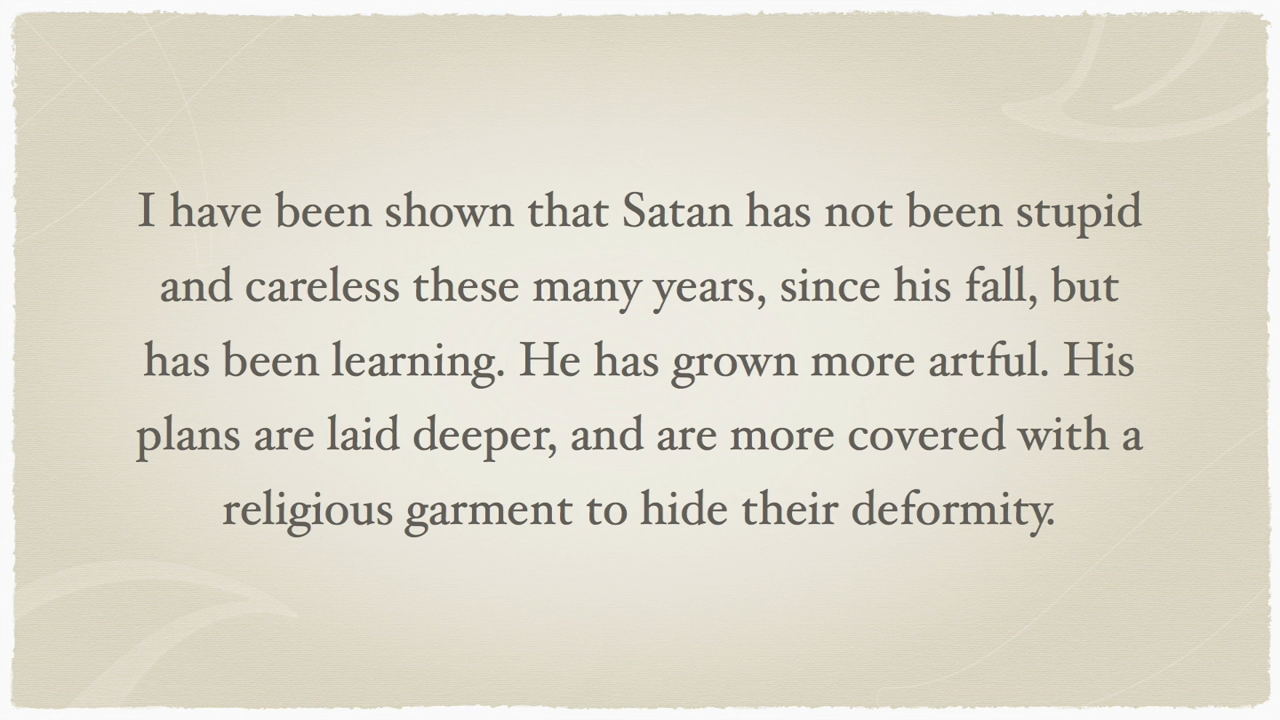 I have been shown that Satan has not been stupid
and careless these many years, since his fall, but
has been learning. He has grown more artful. His
plans are laid deeper, and are more covered with a
religious garment to hide their deformity.